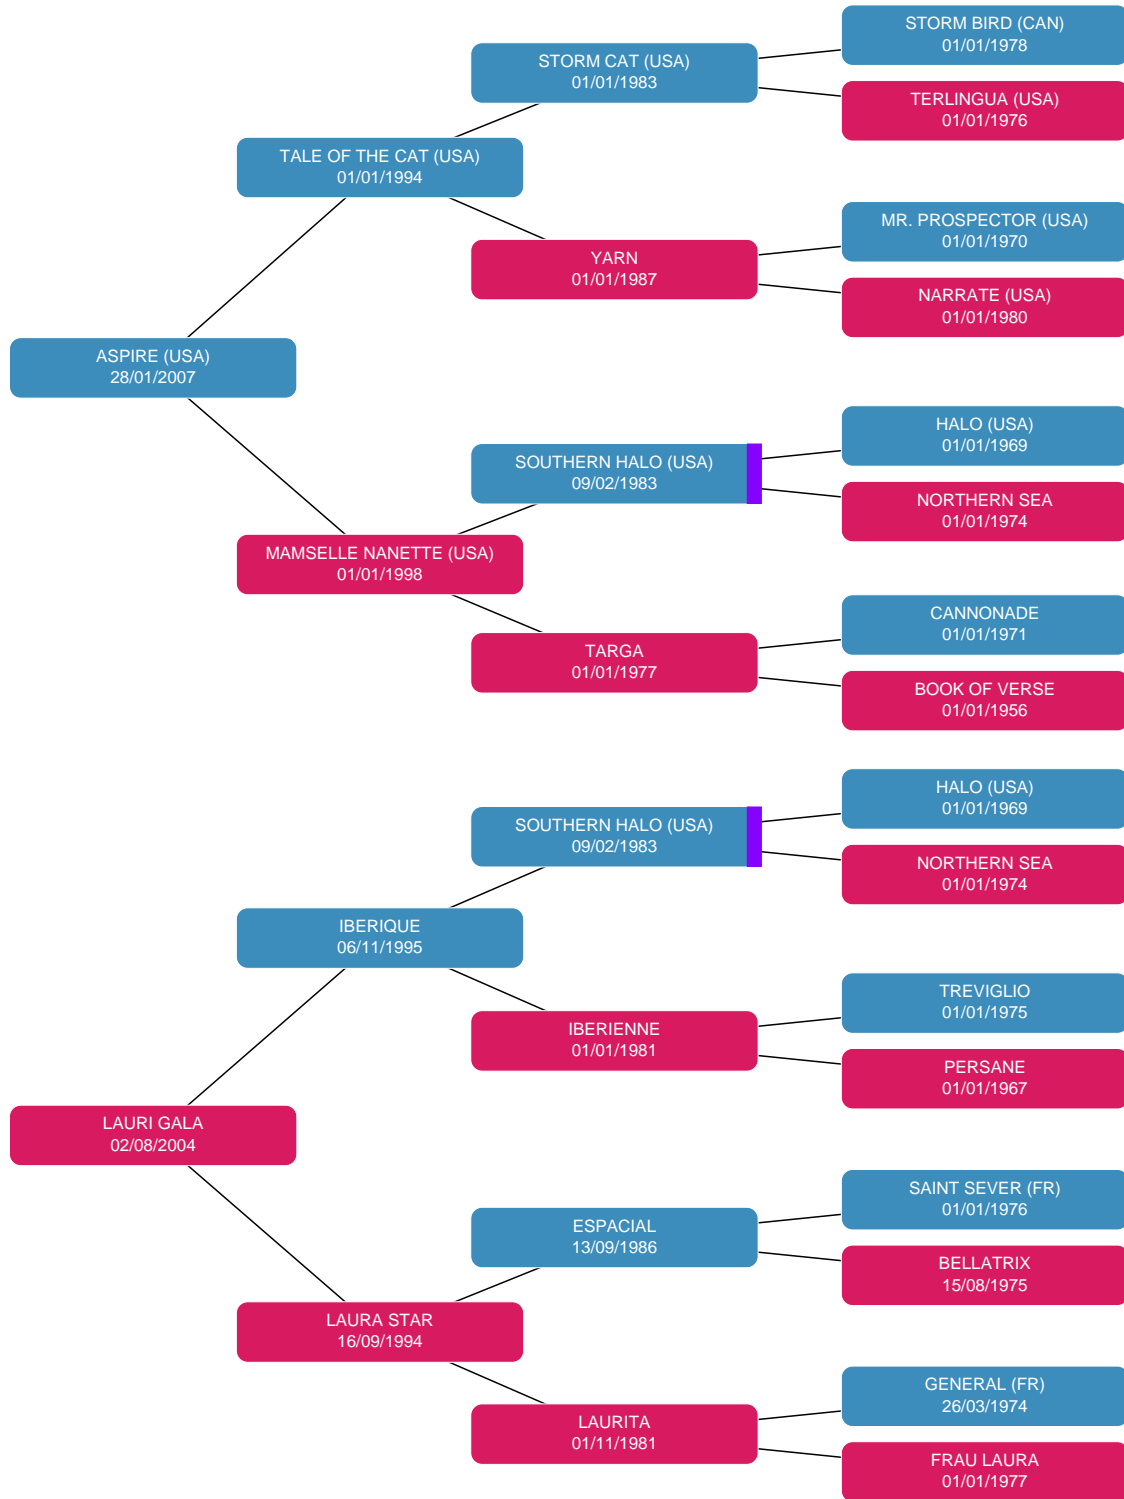 STORM BIRD (CAN)
01/01/1978
STORM CAT (USA)
01/01/1983
TERLINGUA (USA)
01/01/1976
TALE OF THE CAT (USA)
01/01/1994
MR. PROSPECTOR (USA)
01/01/1970
YARN
01/01/1987
NARRATE (USA)
01/01/1980
ASPIRE (USA)
28/01/2007
HALO (USA)
01/01/1969
SOUTHERN HALO (USA)
09/02/1983
NORTHERN SEA
01/01/1974
MAMSELLE NANETTE (USA)
01/01/1998
CANNONADE
01/01/1971
TARGA
01/01/1977
BOOK OF VERSE
01/01/1956
HALO (USA)
01/01/1969
SOUTHERN HALO (USA)
09/02/1983
NORTHERN SEA
01/01/1974
IBERIQUE
06/11/1995
TREVIGLIO
01/01/1975
IBERIENNE
01/01/1981
PERSANE
01/01/1967
LAURI GALA
02/08/2004
SAINT SEVER (FR)
01/01/1976
ESPACIAL
13/09/1986
BELLATRIX
15/08/1975
LAURA STAR
16/09/1994
GENERAL (FR)
26/03/1974
LAURITA
01/11/1981
FRAU LAURA
01/01/1977